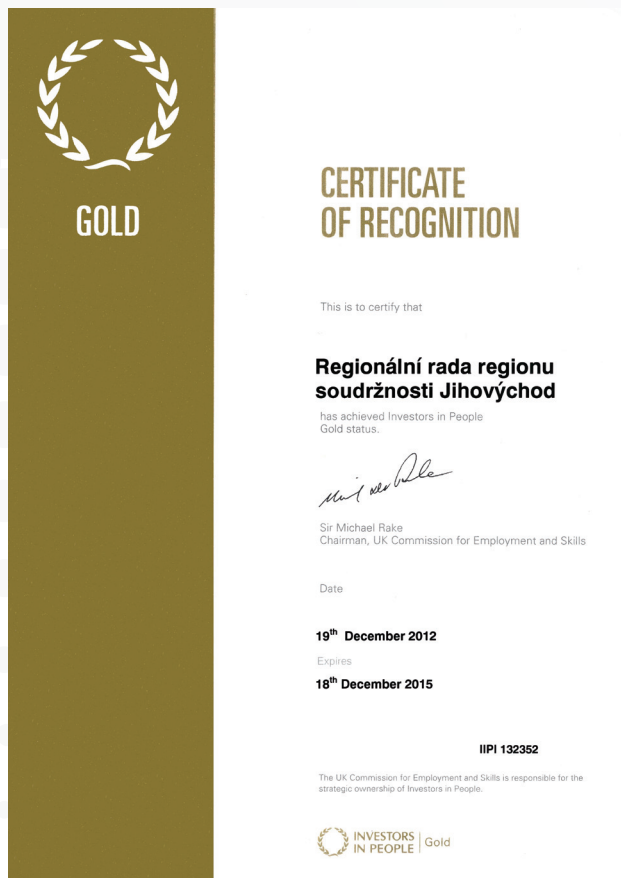 GOLD
CERTIFICATE
OF RECOGNITION
This is to certify that
Regionální rada regionu
soudržnosti Jihovýchod
has achieved Investors in People
Gold status.
Sir Michael Rake
Chairman, UK Commission for Employment and Skills
Date
19th December 2012
Expires
18th December 2015
IIPI 132352
The UK Commission for Employment and Skills is responsible for the
strategic ownership of Investors in People.
INVESTORS
IN PEOPLE | Gold